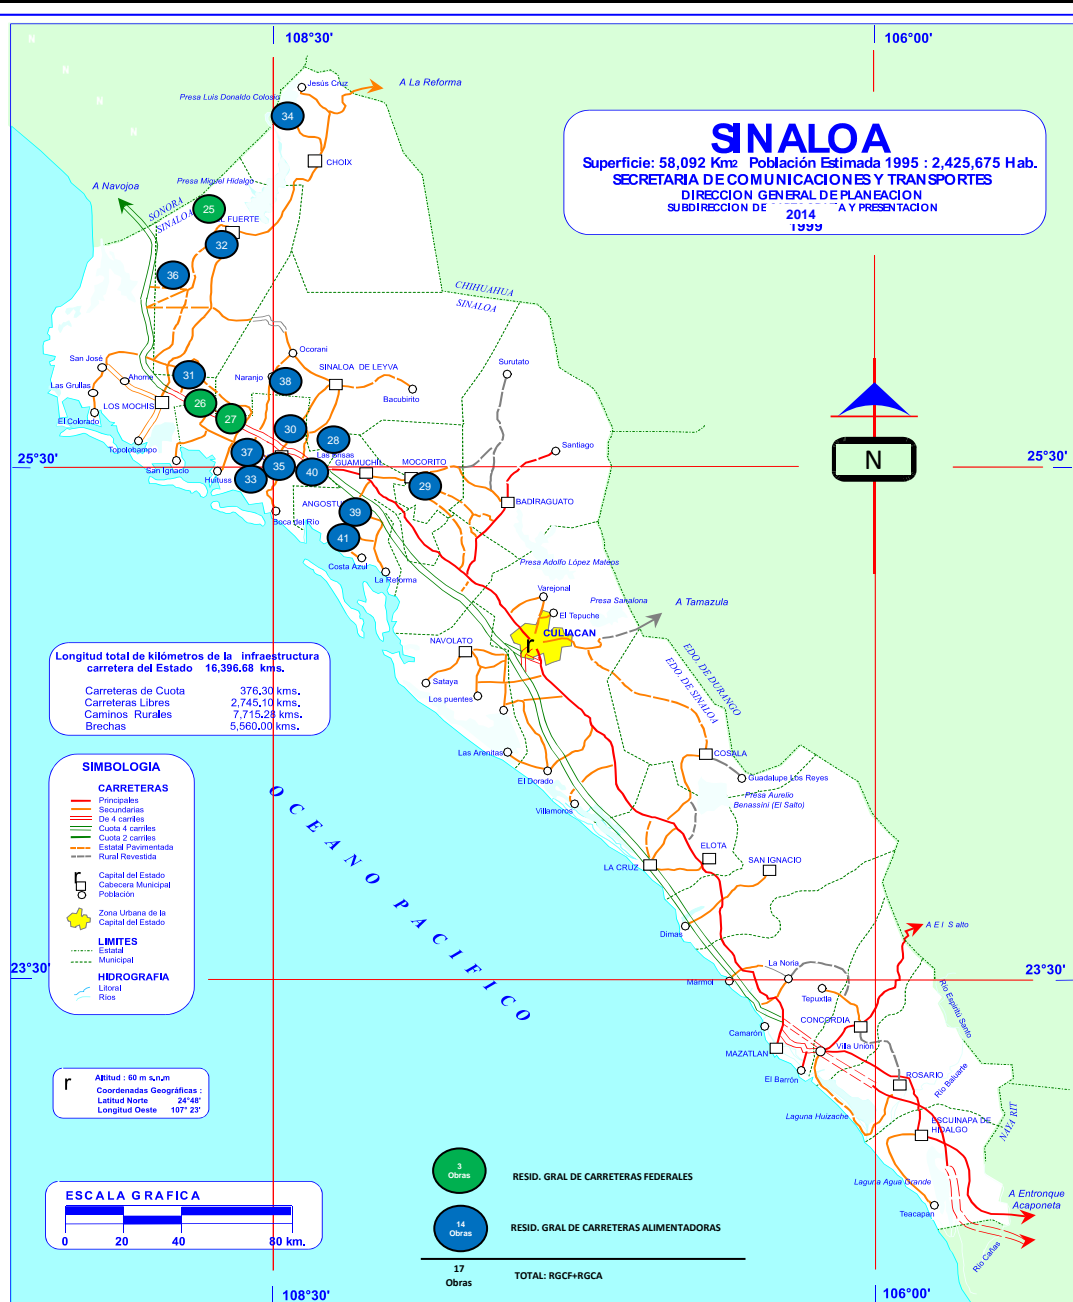 108°30'
106°00'
N
N
N
N
SINALOA
Superficie: 58,092 Km2 Población Estimada 1995 : 2,425,675 Hab.
SECRETARIA DE COMUNICACIONES Y TRANSPORTES
DIRECCION GENERAL DE PLANEACION
SUBDIRECCION DE A Y PRESENTACION
2014
1999
Jesús Cruz
A La Reforma
Presa Luis Donaldo Colosio
34
CHOIX
A Navojoa
Presa Miguel Hidalgo
SONORA
SINALOA
25
FUERTE
32
36
CHIHUAHUA
SINALOA
Ocorani
San José
Ahome
31
Naranjo
38
SINALOA DE LEYVA
Surutato
Las Grullas
LOS MOCHIS
26
Bacubirito
El Colorado
27
30
28
Topolobampo
37
Las Brisas
Santiago
25°30'
25°30'
N
San Ignacio
Huituss
33
35
40
GUAMUCHIL
MOCORITO
29
ANGOSTU
39
BADIRAGUATO
Boca del Río
41
Costa Azul
La Reforma
Presa Adolfo López Mateos
Varejonal
Presa Sanalona
A Tamazula
El Tepuche
r
CULIACAN
NAVOLATO
EDO. DE DURANGO
EDO. DE SINALOA
Sataya
Los puentes
Longitud total de kilómetros de la infraestructura
carretera del Estado 16,396.68 kms.
Carreteras de Cuota 376.30 kms.
Carreteras Libres 2,745.10 kms.
Caminos Rurales 7,715.28 kms.
Brechas 5,560.00 kms.
Las Arenitas
COSALA
El Dorado
Guadalupe Los Reyes
Presa Aurelio
Benassini (El Salto)
Villamoros
ELOTA
LA CRUZ
SAN IGNACIO
SIMBOLOGIA
CARRETERAS
Principales
Secundarias
De 4 carriles
Cuota 4 carriles
Cuota 2 carriles
Estatal Pavimentada
Rural Revestida
r Capital del Estado
Cabecera Municipal
Población
Zona Urbana de la
Capital del Estado
LIMITES
Estatal
Municipal
HIDROGRAFIA
Litoral
Rios
OCEANO PACIFICO
Dimas
A El Salto
23°30'
23°30'
La Noria
Marmol
Tepuxtla
Río Espiritú Santo
CONCORDIA
Camarón
MAZATLAN
Villa Unión
El Barrón
ROSARIO
Río Baluarte
Laguna Huizache
ESCUINAPA DE
HIDALGO
NAYARIT
Laguna Agua Grande
Teacapan
A Entronque
Acaponeta
Río Cañas
r
Altitud : 60 m s.n.m
Coordenadas Geográficas :
Latitud Norte 24°48'
Longitud Oeste 107° 23'
ESCALA GRAFICA
0 20 40 80 km.
3
Obras
RESID. GRAL DE CARRETERAS FEDERALES
14
Obras
RESID. GRAL DE CARRETERAS ALIMENTADORAS
17
Obras
TOTAL: RGCF+RGCA
108°30'
106°00'